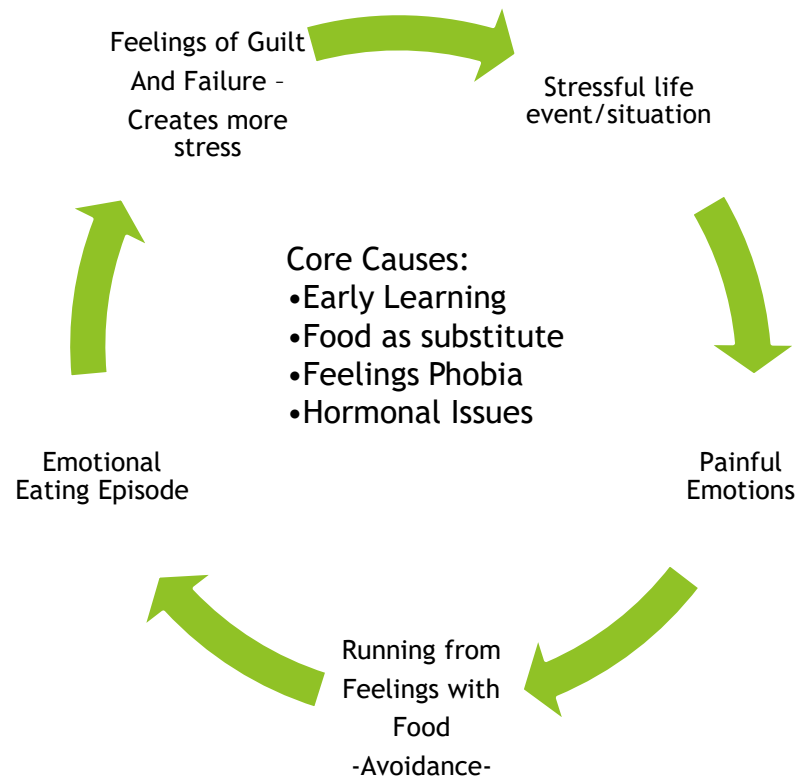 Feelings of Guilt
And Failure –
Creates more
stress
Stressful life
event/situation
Painful
Emotions
Running from
Feelings with
Food
-Avoidance-
Emotional
Eating Episode
Core Causes:
•Early Learning
•Food as substitute
•Feelings Phobia
•Hormonal Issues